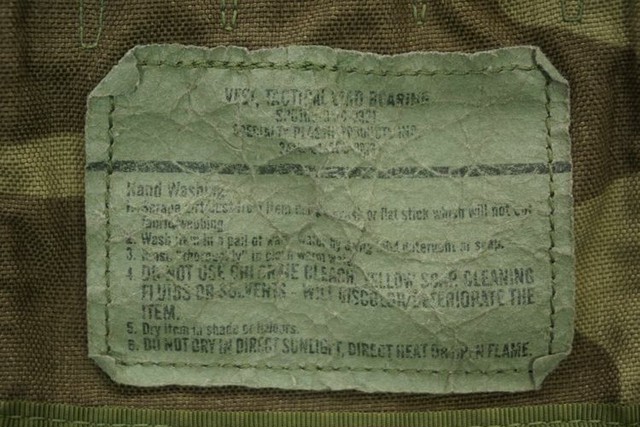 VEST, TACTICAL LOAD BEARING
SPECIALTY PLASTIC PRODUCTS, INC.
Hand Washing
1. Scrape dirt/dust from item using or flat stick which will not cut
fabric/webbing.
2. Wash item in a pail of water by using mild detergent or soap.
3. Rinse "thoroughly" in clean warm water.
4. DO NOT USE CHLORINE BLEACH, YELLOW SOAP, CLEANING
FLUIDS OR SOLVENTS - WILL DISCOLOR/DETERIORATE THE
ITEM.
5. Dry item in shade or indoors.
6. DO NOT DRY IN DIRECT SUNLIGHT, DIRECT HEAT OR OPEN FLAME.